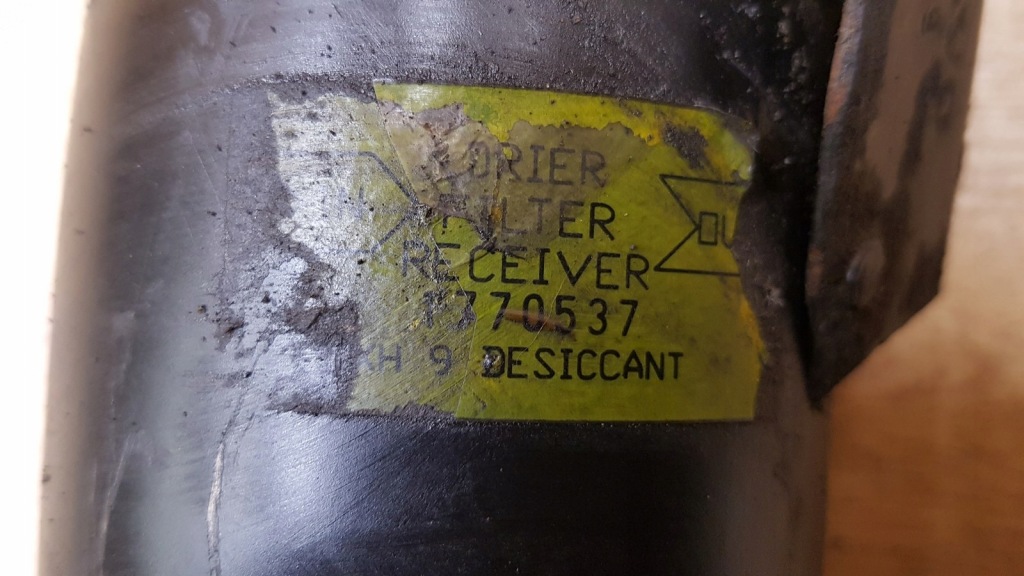 DRIER
FILTER
RECEIVER
1370537
XH 9 DESICCANT